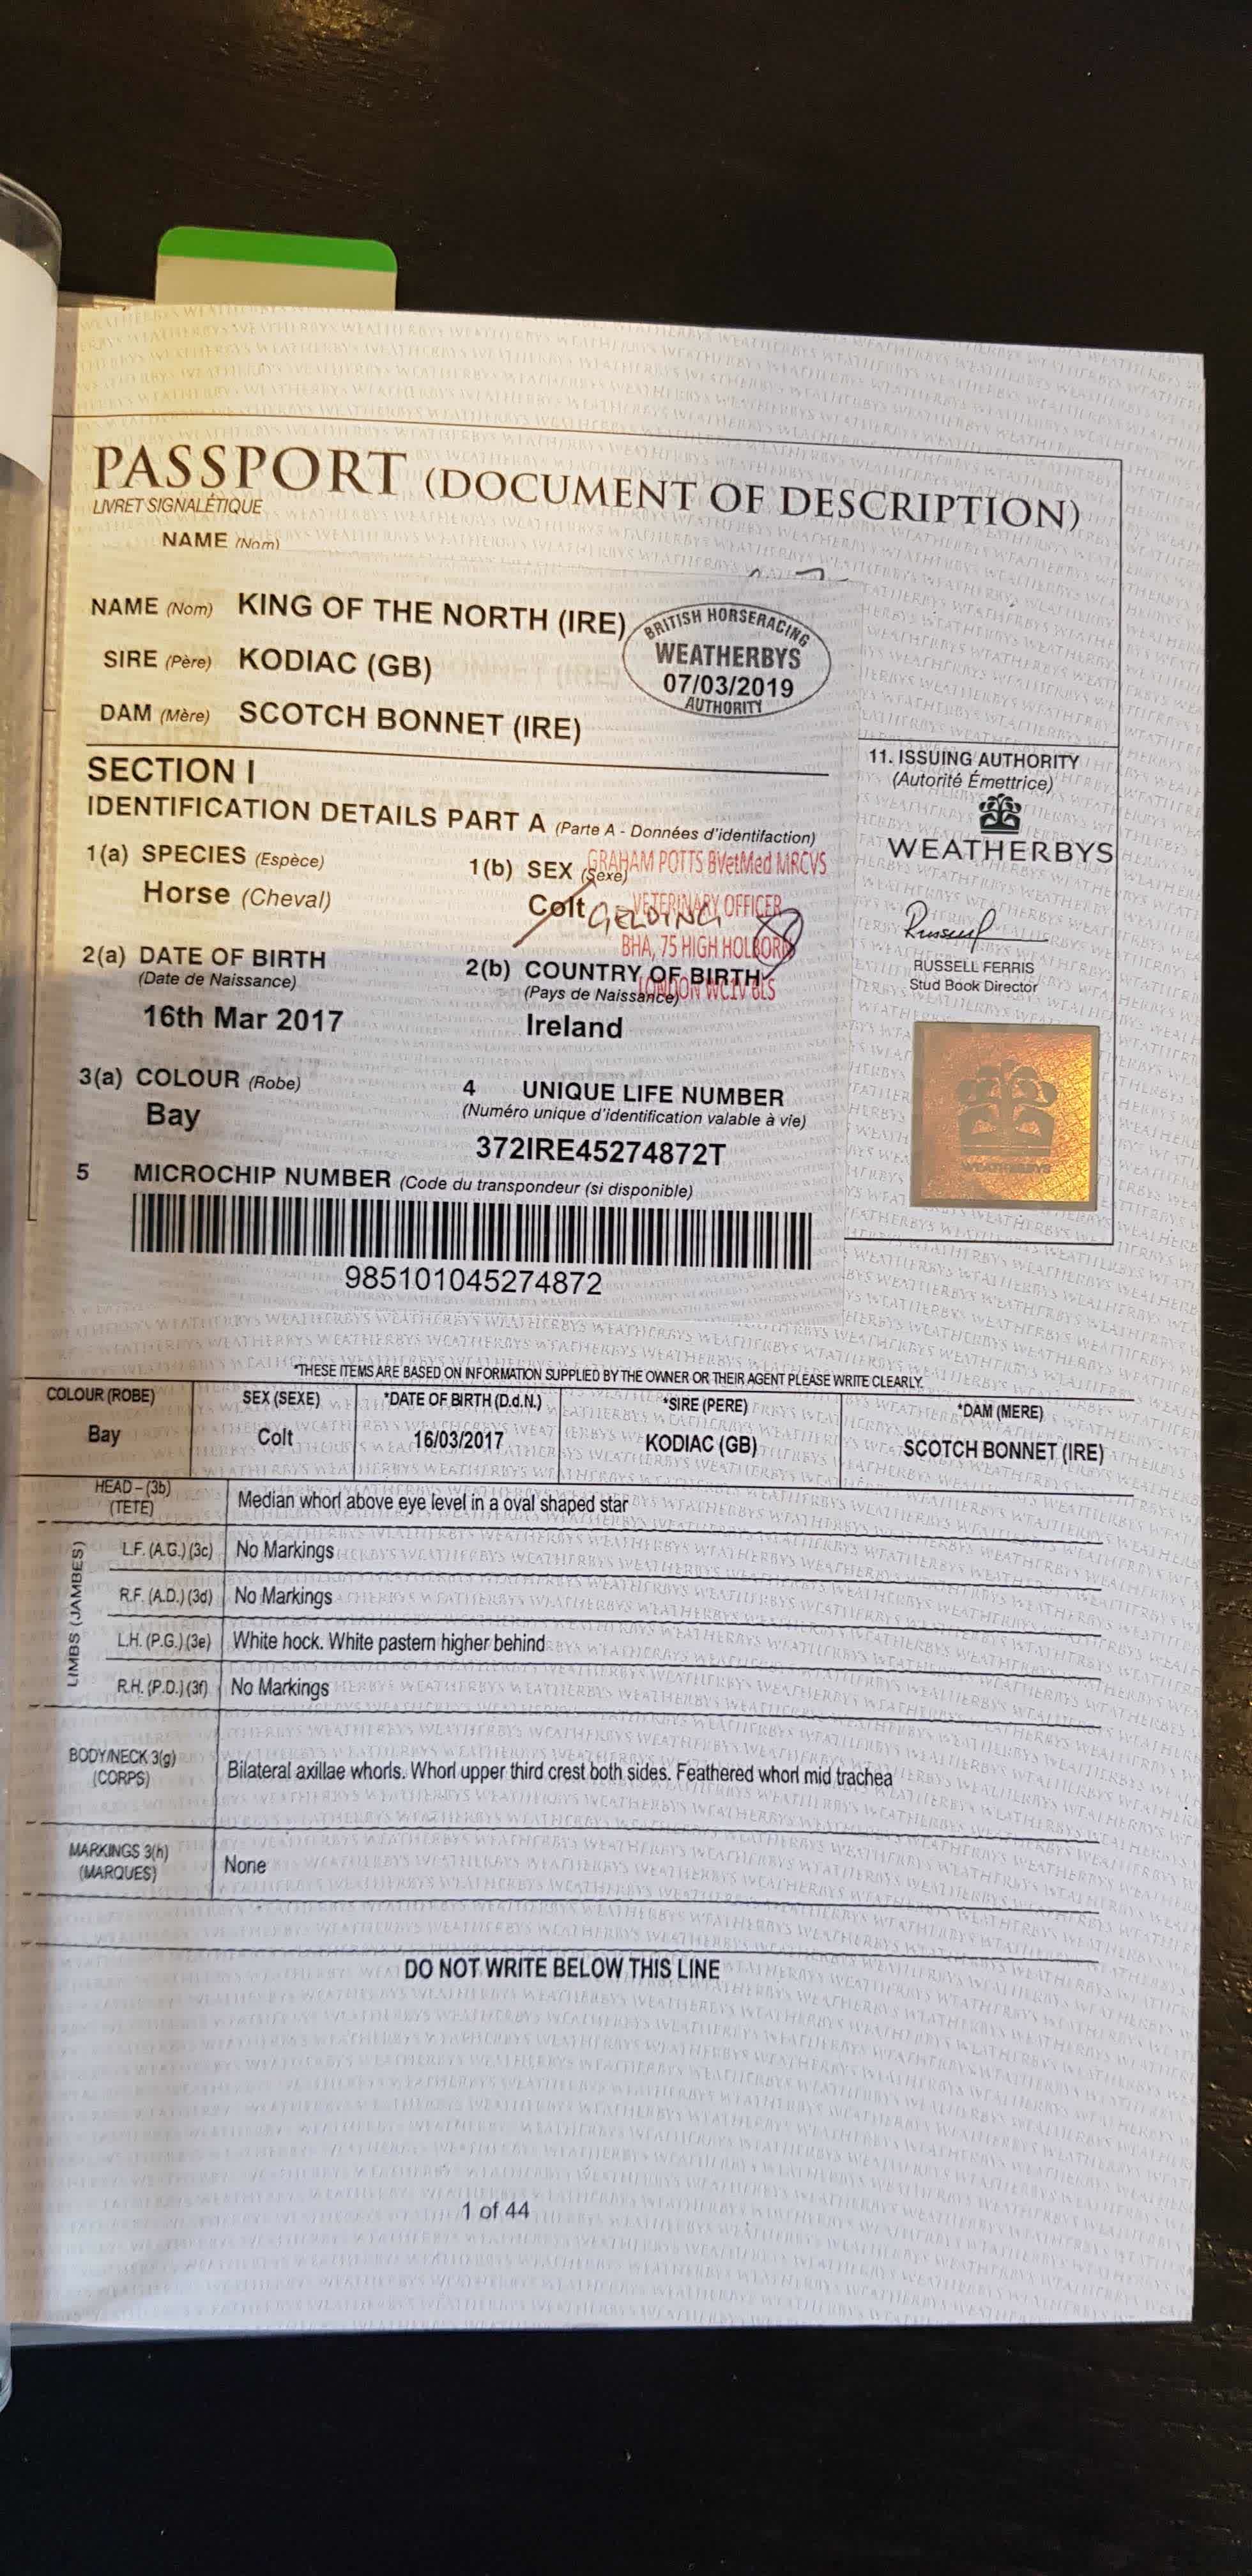 PASSPORT (DOCUMENT OF DESCRIPTION)
LIVRET SIGNALÉTIQUE
NAME (Nom)
NAME (Nom) KING OF THE NORTH (IRE)
SIRE (Père) KODIAC (GB)
DAM (Mère) SCOTCH BONNET (IRE)
BRITISH HORSERACING
WEATHERBYS
07/03/2019
AUTHORITY
SECTION I
IDENTIFICATION DETAILS PART A (Parte A - Données d'identifaction)
1(a) SPECIES (Espèce)
Horse (Cheval)
1(b) SEX (Sexe)
Colt GELDING
GRAHAM POTTS BVetMed MRCVS
VETERINARY OFFICER
BHA, 75 HIGH HOLBORN
LONDON WC1V 6LS
2(a) DATE OF BIRTH
(Date de Naissance)
16th Mar 2017
2(b) COUNTRY OF BIRTH
(Pays de Naissance)
Ireland
3(a) COLOUR (Robe)
Bay
4 UNIQUE LIFE NUMBER
(Numéro unique d'identification valable à vie)
372IRE45274872T
5 MICROCHIP NUMBER (Code du transpondeur (si disponible)
985101045274872
11. ISSUING AUTHORITY
(Autorité Émettrice)
WEATHERBYS
RUSSELL FERRIS
Stud Book Director
WEATHERBYS
*THESE ITEMS ARE BASED ON INFORMATION SUPPLIED BY THE OWNER OR THEIR AGENT PLEASE WRITE CLEARLY.
COLOUR (ROBE) SEX (SEXE) *DATE OF BIRTH (D.d.N.) *SIRE (PERE) *DAM (MERE)
Bay Colt 16/03/2017 KODIAC (GB) SCOTCH BONNET (IRE)
HEAD – (3b)
(TETE)
Median whorl above eye level in a oval shaped star
LIMBS (JAMBES)
L.F. (A.G.) (3c) No Markings
R.F. (A.D.) (3d) No Markings
L.H. (P.G.) (3e) White hock. White pastern higher behind
R.H. (P.D.) (3f) No Markings
BODY/NECK 3(g)
(CORPS)
Bilateral axillae whorls. Whorl upper third crest both sides. Feathered whorl mid trachea
MARKINGS 3(h)
(MARQUES)
None
DO NOT WRITE BELOW THIS LINE
1 of 44